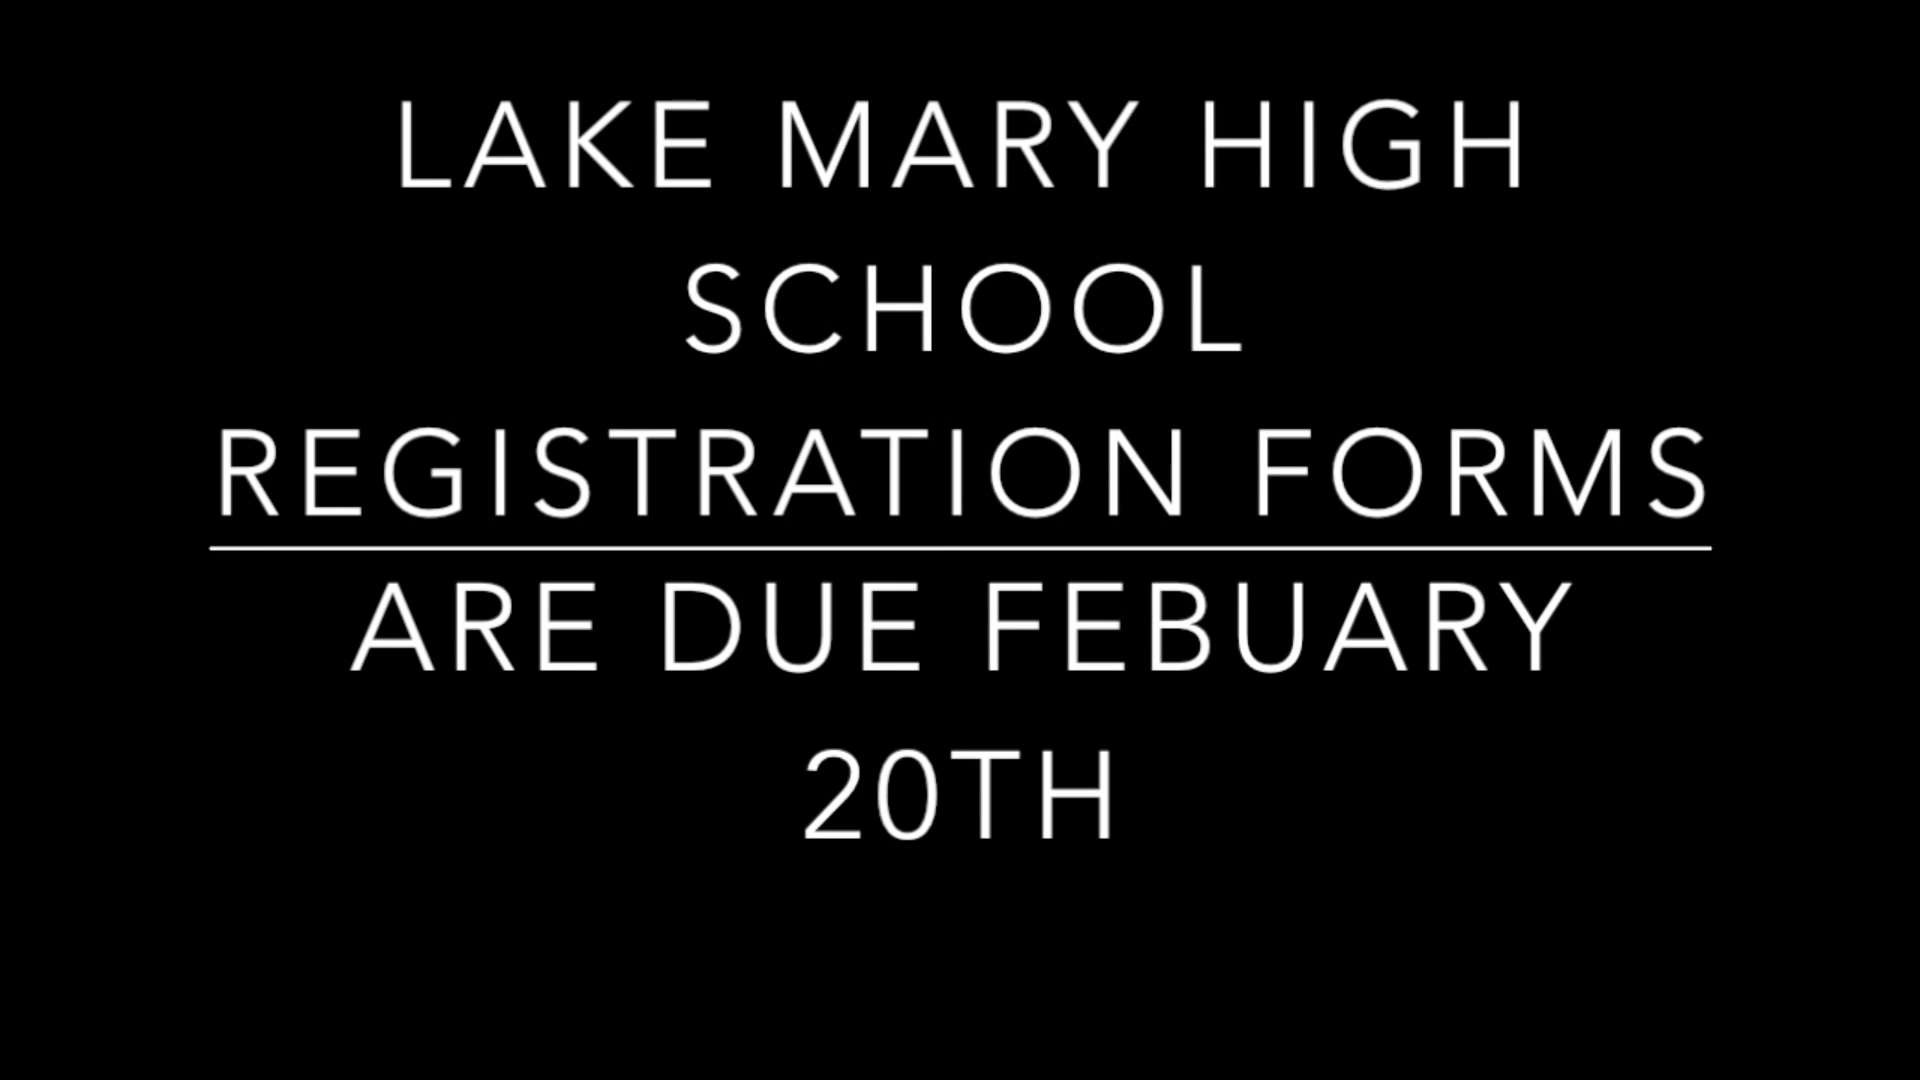 LAKE MARY HIGH
SCHOOL
REGISTRATION FORMS
ARE DUE FEBUARY
20TH